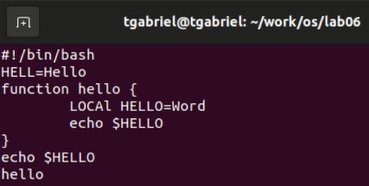 tgabriel@tgabriel: ~/work/os/lab06
#!/bin/bash
HELL=Hello
function hello {
        LOCAl HELLO=Word
        echo $HELLO
}
echo $HELLO
hello